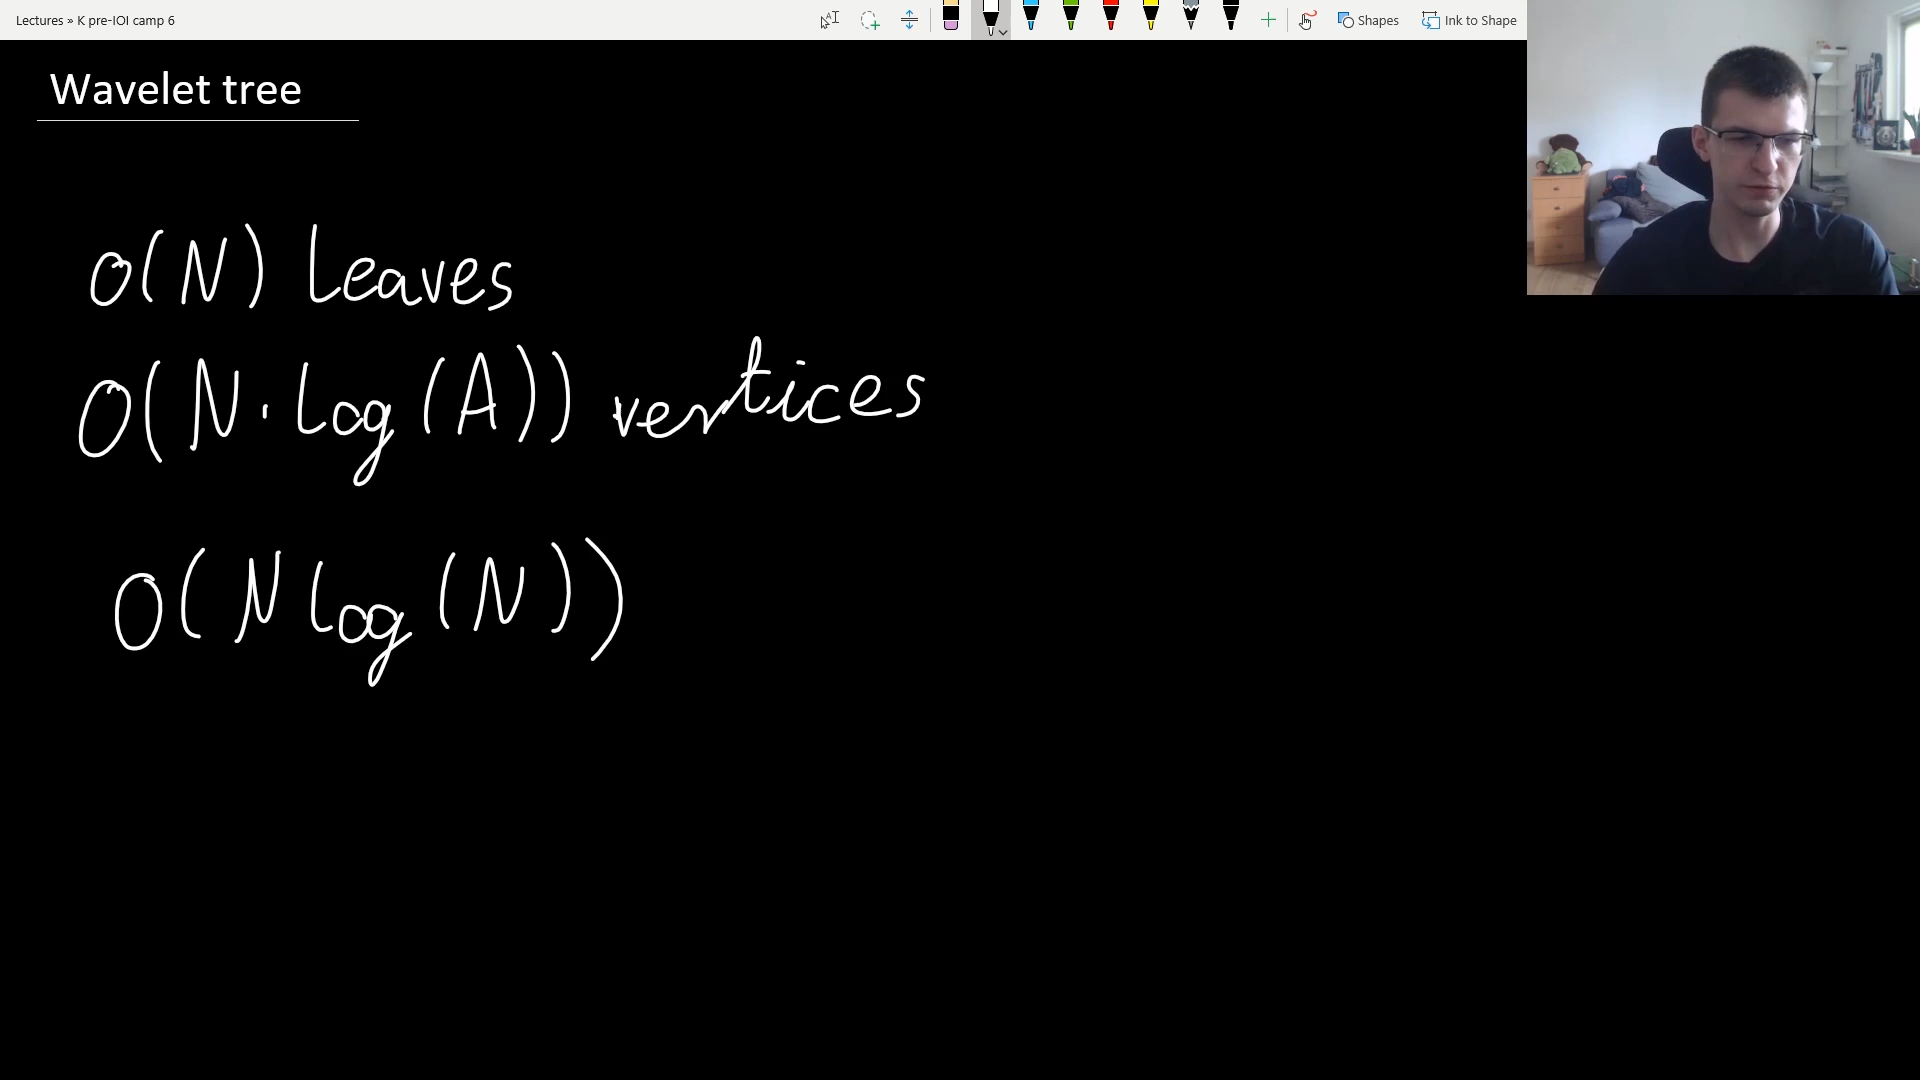 Lectures » K pre-IOI camp 6
Shapes
Ink to Shape
Wavelet tree
O(N) leaves
O(N · log(A)) vertices
O(N log(N))